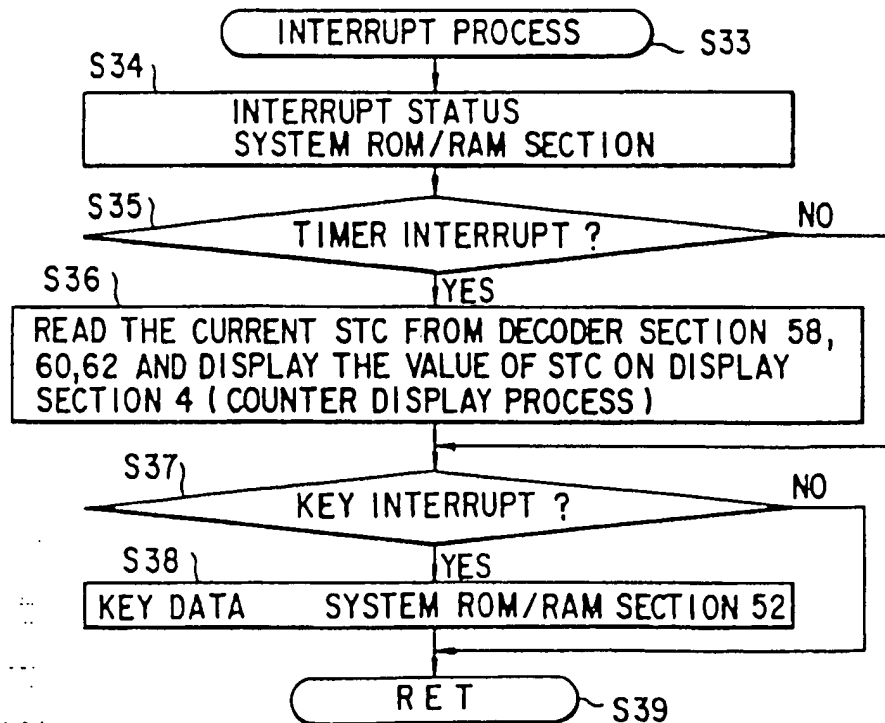 INTERRUPT PROCESS
S33
S34
INTERRUPT STATUS
SYSTEM ROM/RAM SECTION
S35
TIMER INTERRUPT ?
NO
YES
S36
READ THE CURRENT STC FROM DECODER SECTION 58,
60,62 AND DISPLAY THE VALUE OF STC ON DISPLAY
SECTION 4 ( COUNTER DISPLAY PROCESS )
S37
KEY INTERRUPT ?
NO
YES
S38
KEY DATA SYSTEM ROM/RAM SECTION 52
RET
S39